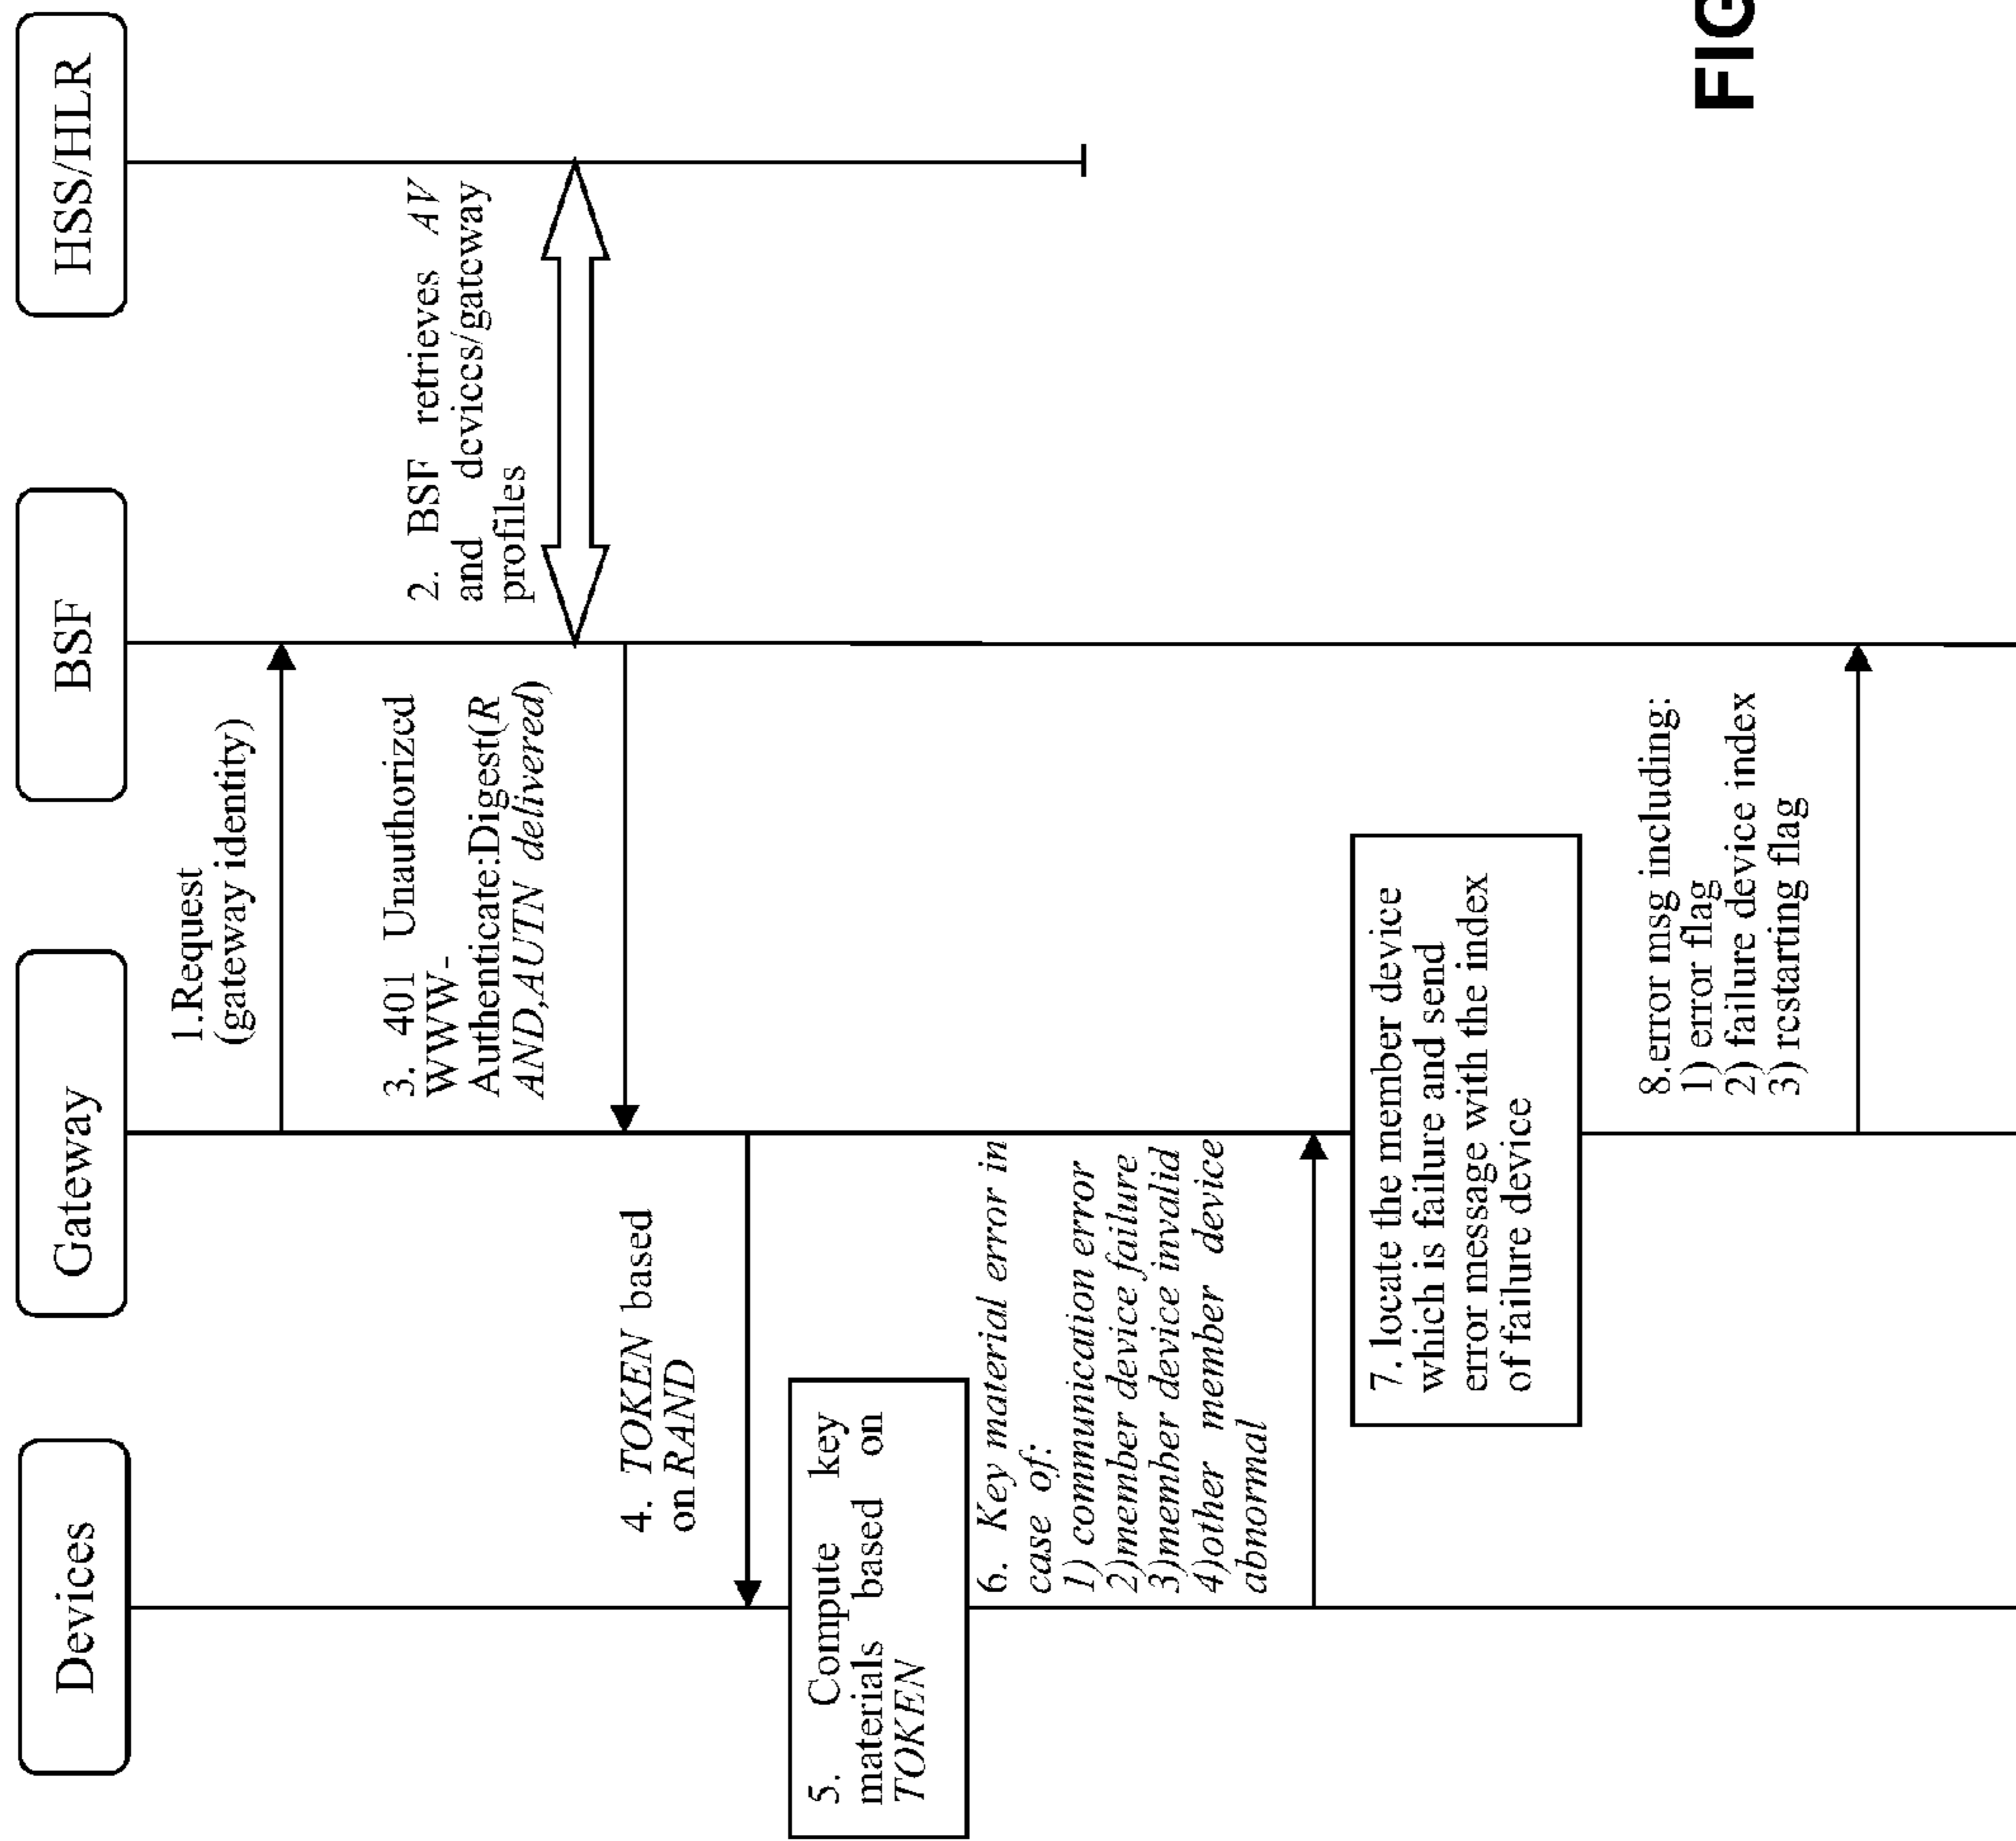 Devices
Gateway
BSF
HSS/HLR
1.Request
(gateway identity)
2. BSF retrieves AV
and devices/gateway
profiles
3. 401 Unauthorized
WWW-
Authenticate:Digest(R
AND,AUTN delivered)
4. TOKEN based
on RAND
5. Compute key
materials based on
TOKEN
6. Key material error in
case of:
1) communication error
2)member device failure
3)member device invalid
4)other member device
abnormal
7. locate the member device
which is failure and send
error message with the index
of failure device
8.error msg including:
1) error flag
2) failure device index
3) restarting flag
FIG